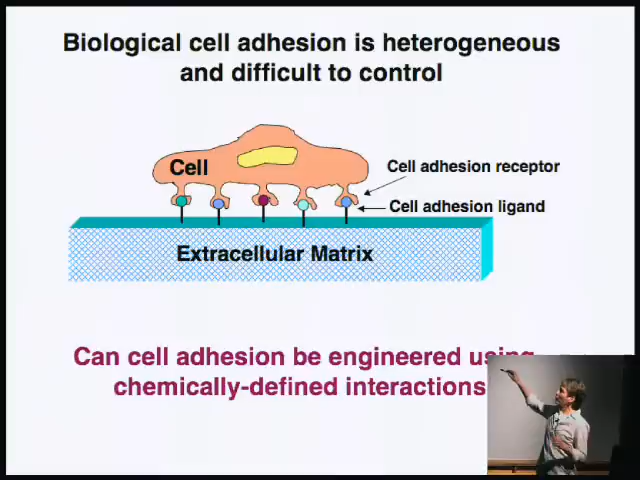 Biological cell adhesion is heterogeneous
and difficult to control
Cell
Cell adhesion receptor
Cell adhesion ligand
Extracellular Matrix
Can cell adhesion be engineered using
chemically-defined interactions